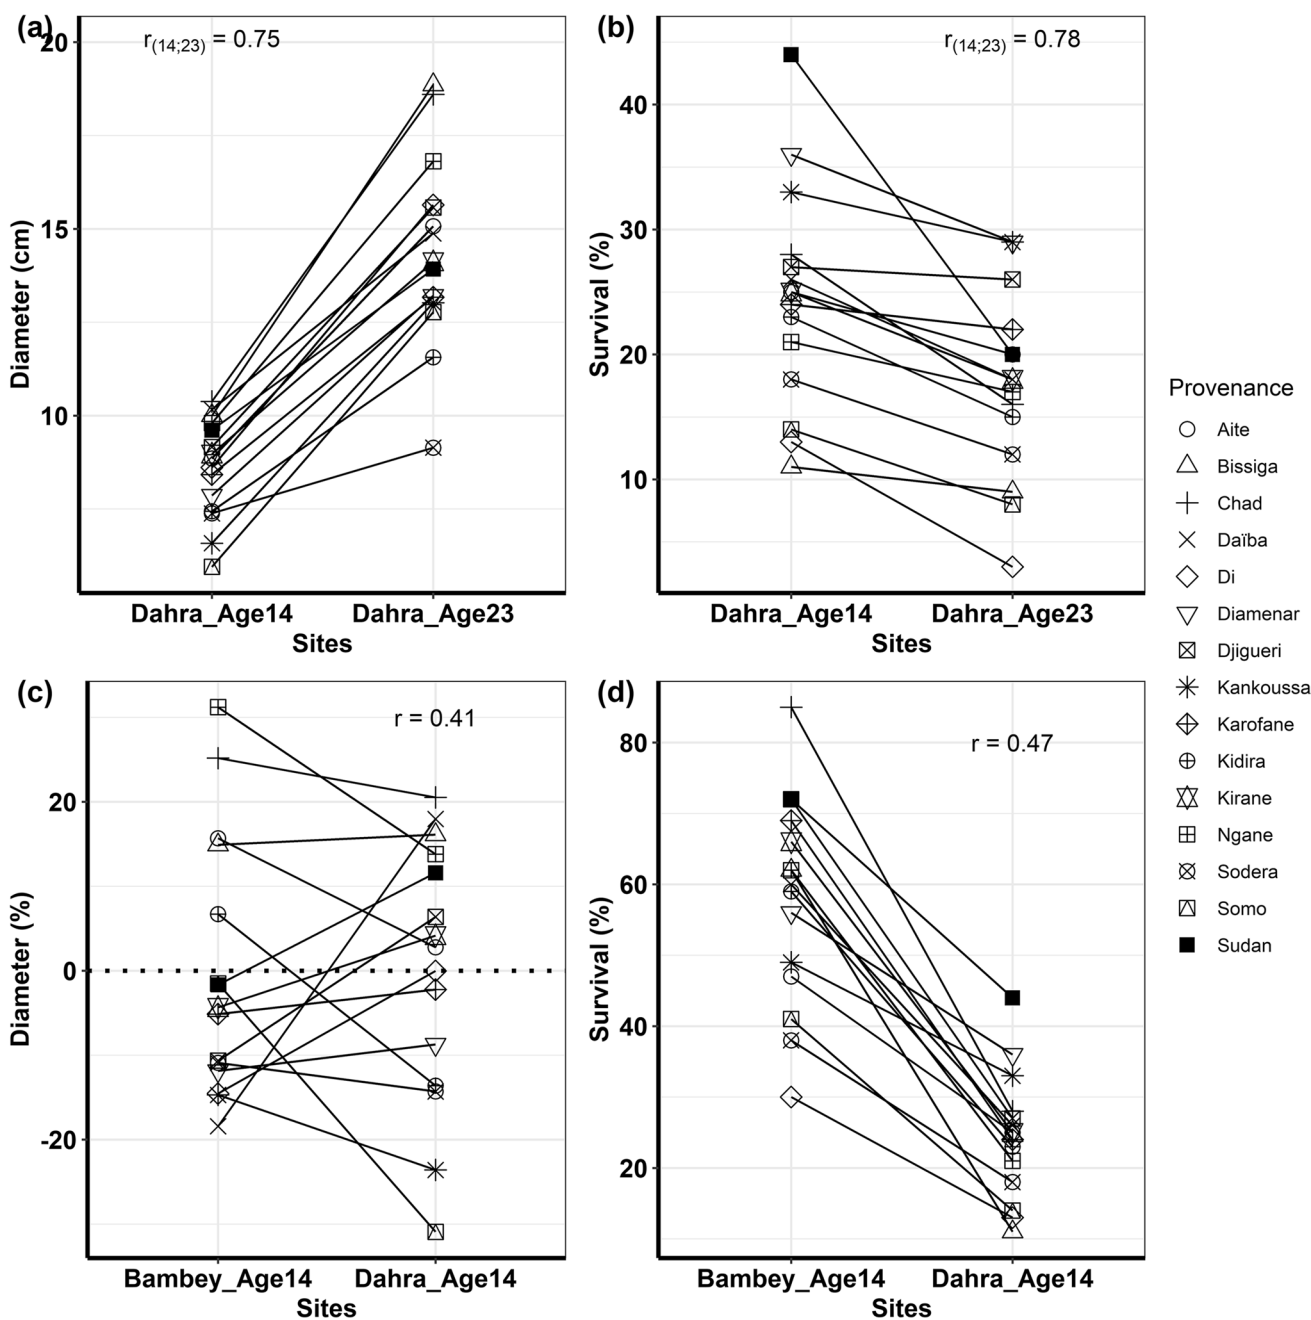 (a)
r(14;23) = 0.75
20
15
10
Diameter (cm)
Dahra_Age14 Dahra_Age23
Sites
(b)
r(14;23) = 0.78
40
30
20
10
Survival (%)
Dahra_Age14 Dahra_Age23
Sites
(c)
r = 0.41
20
0
-20
Diameter (%)
Bambey_Age14 Dahra_Age14
Sites
(d)
r = 0.47
80
60
40
20
Survival (%)
Bambey_Age14 Dahra_Age14
Sites
Provenance
Aite
Bissiga
Chad
Daïba
Di
Diamenar
Djigueri
Kankoussa
Karofane
Kidira
Kirane
Ngane
Sodera
Somo
Sudan